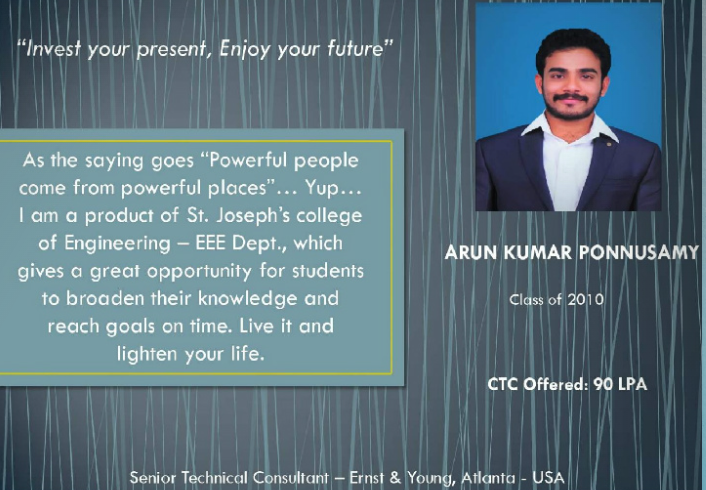 “Invest your present, Enjoy your future”
As the saying goes “Powerful people
come from powerful places”... Yup...
I am a product of St. Joseph’s college
of Engineering – EEE Dept., which
gives a great opportunity for students
to broaden their knowledge and
reach goals on time. Live it and
lighten your life.
ARUN KUMAR PONNUSAMY
Class of 2010
CTC Offered: 90 LPA
Senior Technical Consultant – Ernst & Young, Atlanta - USA